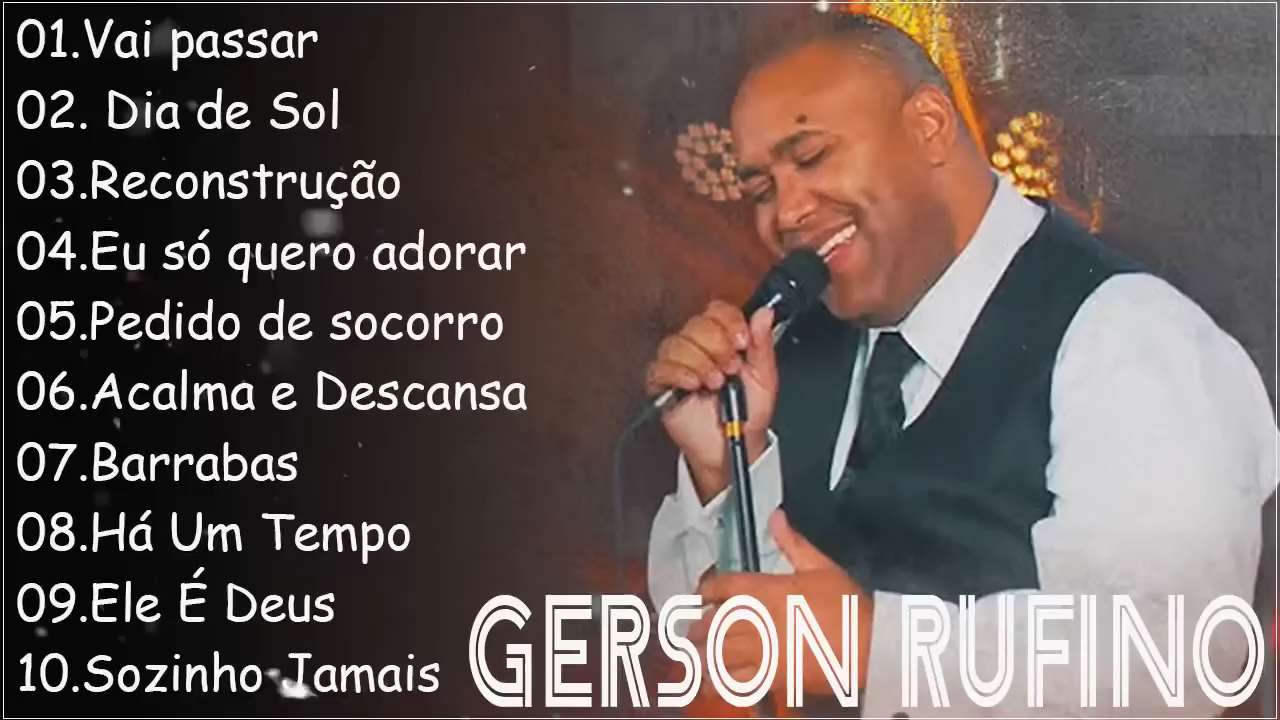 01.Vai passar
02. Dia de Sol
03.Reconstrução
04.Eu só quero adorar
05.Pedido de socorro
06.Acalma e Descansa
07.Barrabas
08.Há Um Tempo
09.Ele É Deus
10.Sozinho Jamais
GERSON RUFINO